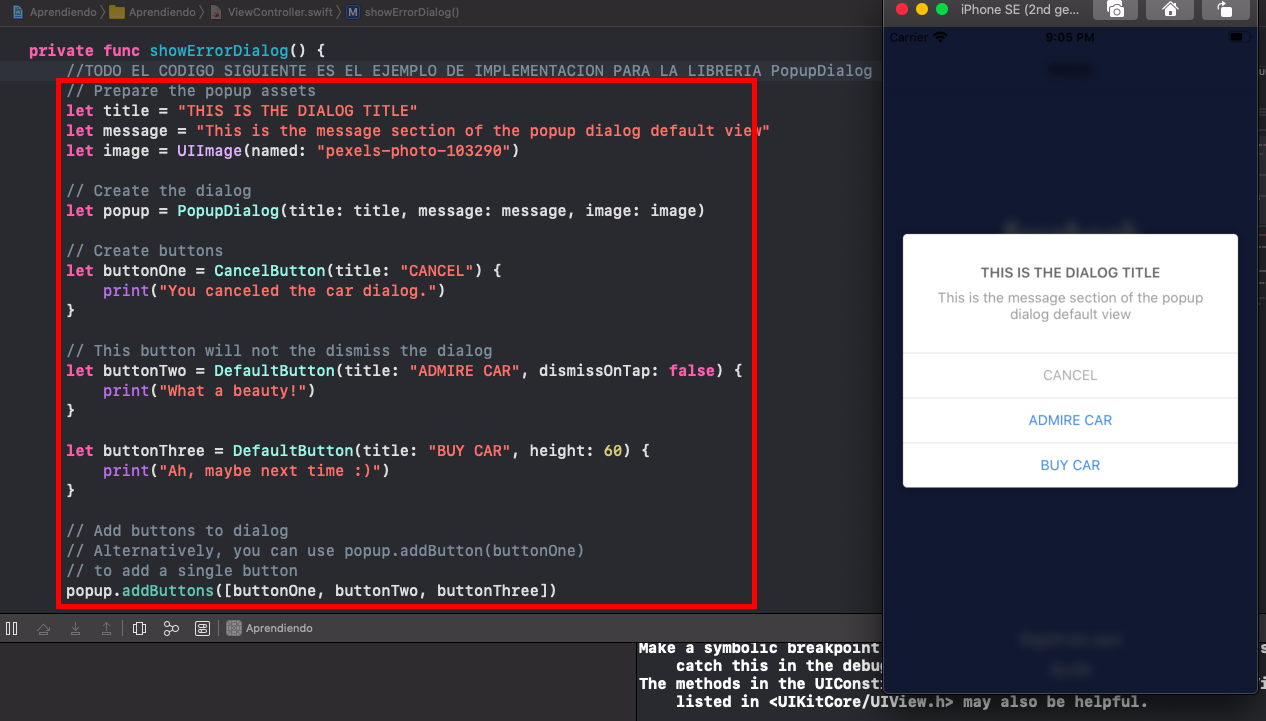 Aprendiendo Aprendiendo ViewController.swift M showErrorDialog()
private func showErrorDialog() {
//TODO EL CODIGO SIGUIENTE ES EL EJEMPLO DE IMPLEMENTACION PARA LA LIBRERIA PopupDialog
// Prepare the popup assets
let title = "THIS IS THE DIALOG TITLE"
let message = "This is the message section of the popup dialog default view"
let image = UIImage(named: "pexels-photo-103290")
// Create the dialog
let popup = PopupDialog(title: title, message: message, image: image)
// Create buttons
let buttonOne = CancelButton(title: "CANCEL") {
print("You canceled the car dialog.")
}
// This button will not the dismiss the dialog
let buttonTwo = DefaultButton(title: "ADMIRE CAR", dismissOnTap: false) {
print("What a beauty!")
}
let buttonThree = DefaultButton(title: "BUY CAR", height: 60) {
print("Ah, maybe next time :)")
}
// Add buttons to dialog
// Alternatively, you can use popup.addButton(buttonOne)
// to add a single button
popup.addButtons([buttonOne, buttonTwo, buttonThree])
Aprendiendo
Make a symbolic breakpoint
catch this in the debu
The methods in the UIConst
listed in <UIKitCore/UIView.h> may also be helpful.
iPhone SE (2nd ge...
Carrier 9:05 PM
THIS IS THE DIALOG TITLE
This is the message section of the popup
dialog default view
CANCEL
ADMIRE CAR
BUY CAR